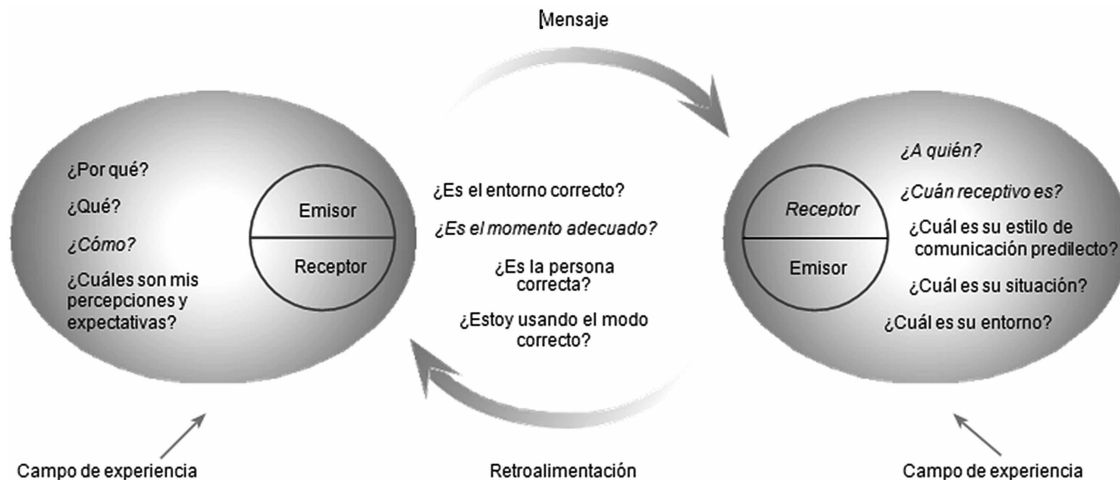 Mensaje
¿Por qué?
¿Qué?
¿Cómo?
¿Cuáles son mis
percepciones y
expectativas?
Emisor
Receptor
¿Es el entorno correcto?
¿Es el momento adecuado?
¿Es la persona
correcta?
¿Estoy usando el modo
correcto?
Receptor
Emisor
¿A quién?
¿Cuán receptivo es?
¿Cuál es su estilo de
comunicación predilecto?
¿Cuál es su situación?
¿Cuál es su entorno?
Campo de experiencia
Retroalimentación
Campo de experiencia